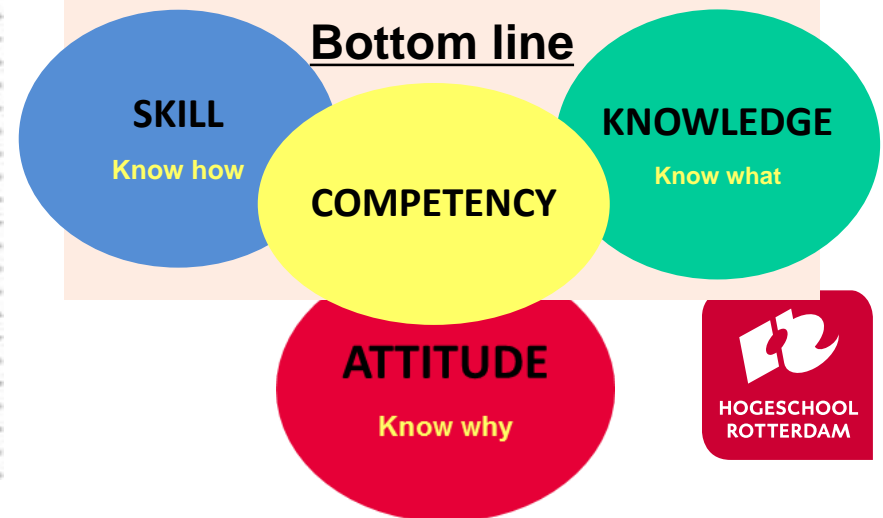 Bottom line
SKILL
Know how
KNOWLEDGE
Know what
COMPETENCY
ATTITUDE
Know why
HOGESCHOOL
ROTTERDAM